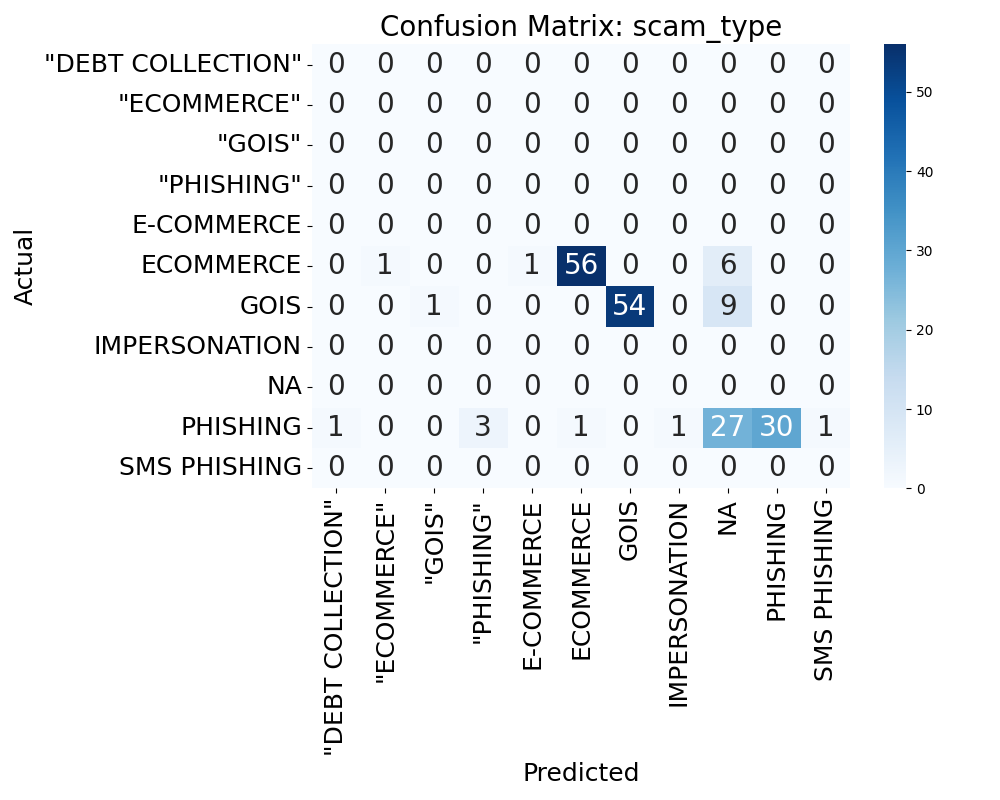 Confusion Matrix: scam_type
Actual
"DEBT COLLECTION" 0 0 0 0 0 0 0 0 0 0 0
"ECOMMERCE" 0 0 0 0 0 0 0 0 0 0 0
"GOIS" 0 0 0 0 0 0 0 0 0 0 0
"PHISHING" 0 0 0 0 0 0 0 0 0 0 0
E-COMMERCE 0 0 0 0 0 0 0 0 0 0 0
ECOMMERCE 0 1 0 0 1 56 0 0 6 0 0
GOIS 0 0 1 0 0 0 54 0 9 0 0
IMPERSONATION 0 0 0 0 0 0 0 0 0 0 0
NA 0 0 0 0 0 0 0 0 0 0 0
PHISHING 1 0 0 3 0 1 0 1 27 30 1
SMS PHISHING 0 0 0 0 0 0 0 0 0 0 0
"DEBT COLLECTION"
"ECOMMERCE"
"GOIS"
"PHISHING"
E-COMMERCE
ECOMMERCE
GOIS
IMPERSONATION
NA
PHISHING
SMS PHISHING
Predicted
50
40
30
20
10
0